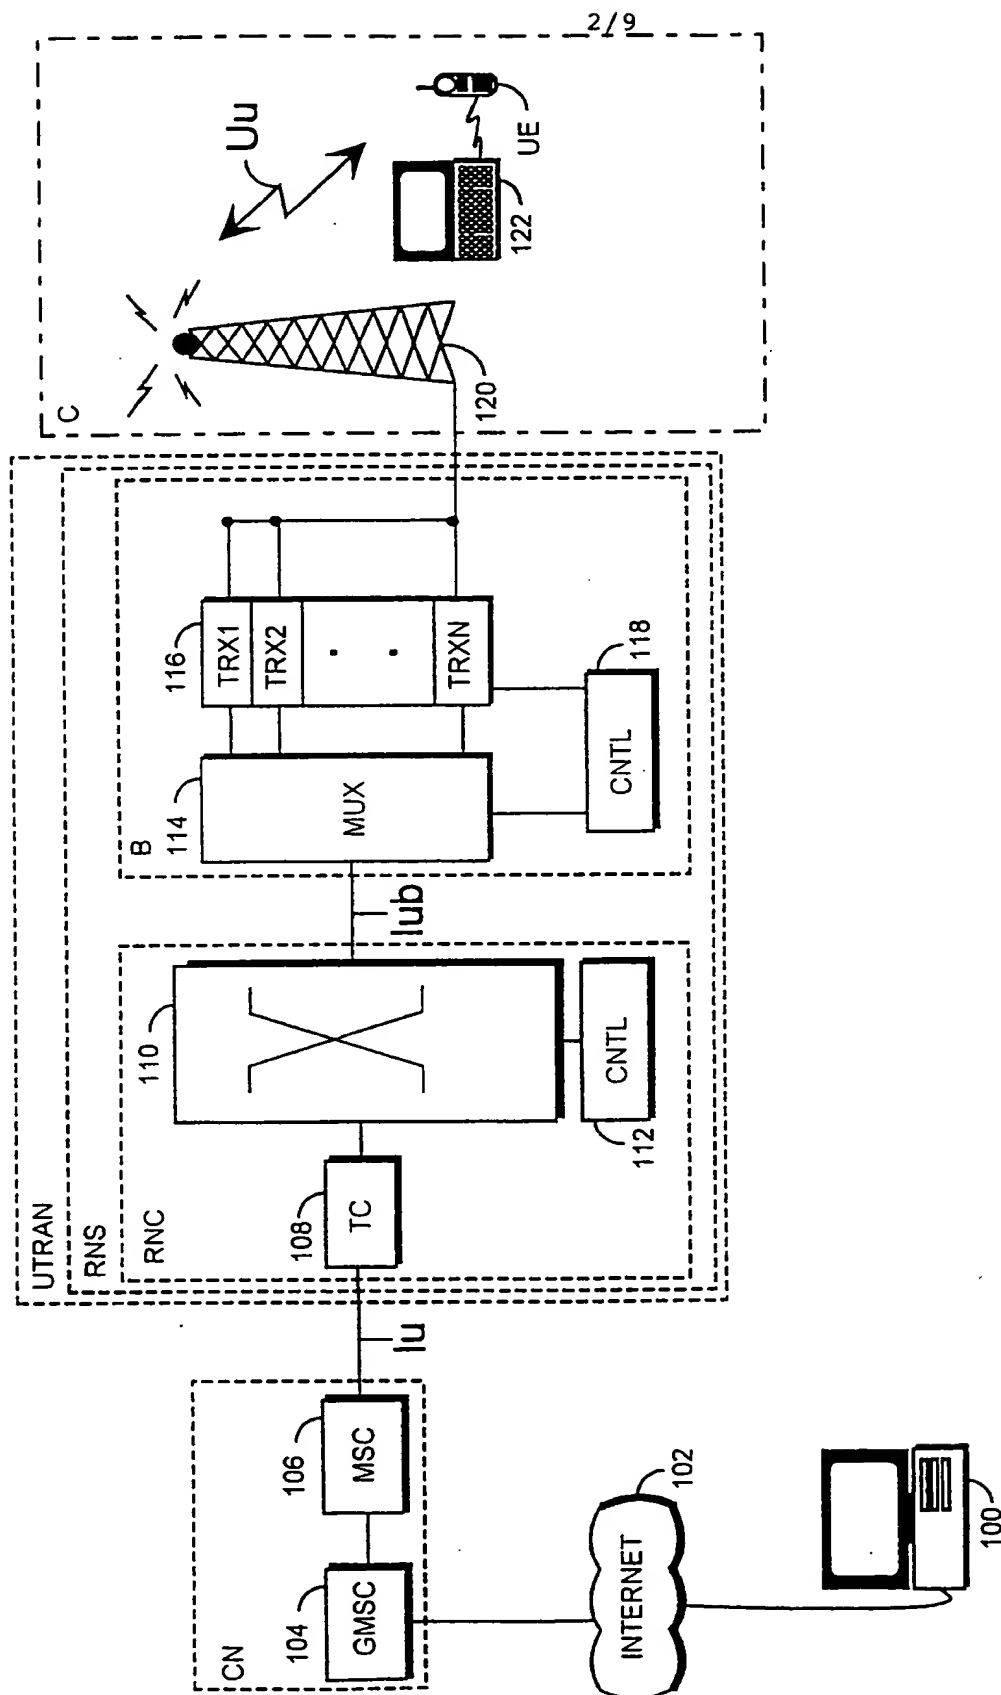 2/9
UTRAN
RNS
RNC
B
C
CN
104
GMSC
106
MSC
Iu
108
TC
110
112
CNTL
Iub
114
MUX
116
TRX1
TRX2
TRXN
118
CNTL
120
Uu
122
UE
102
INTERNET
100